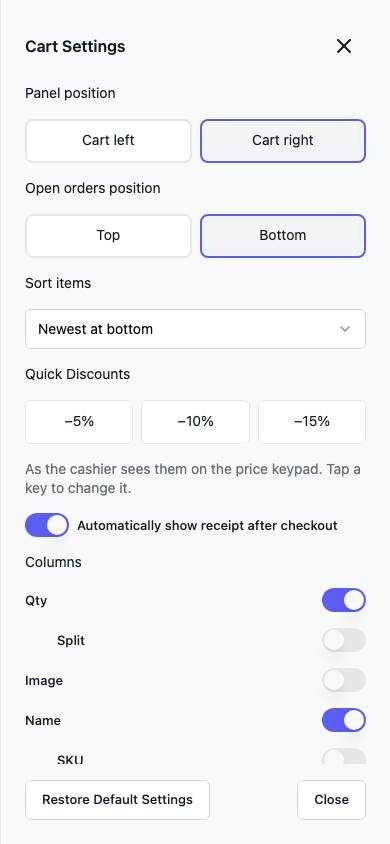 Cart Settings
Panel position
Cart left
Cart right
Open orders position
Top
Bottom
Sort items
Newest at bottom
Quick Discounts
−5%
−10%
−15%
As the cashier sees them on the price keypad. Tap a
key to change it.
Automatically show receipt after checkout
Columns
Qty
Split
Image
Name
SKU
Restore Default Settings
Close